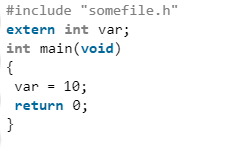 #include "somefile.h"
extern int var;
int main(void)
{
 var = 10;
 return 0;
}